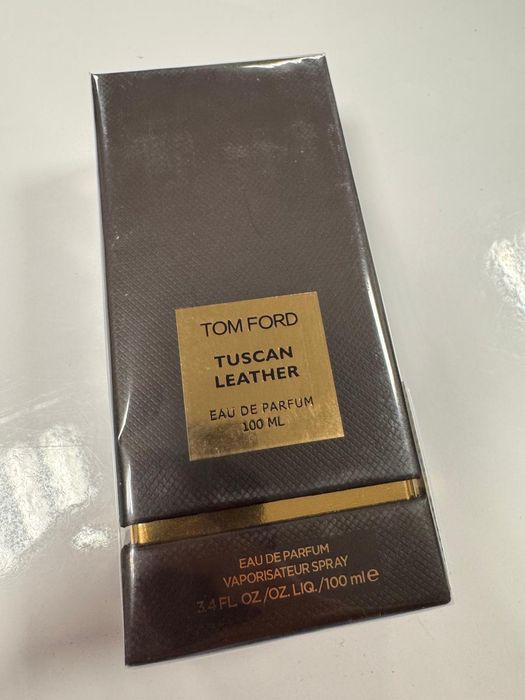 TOM FORD
TUSCAN
LEATHER
EAU DE PARFUM
100 ML
EAU DE PARFUM
VAPORISATEUR SPRAY
3.4 FL. OZ./OZ. LIQ./100 ml e